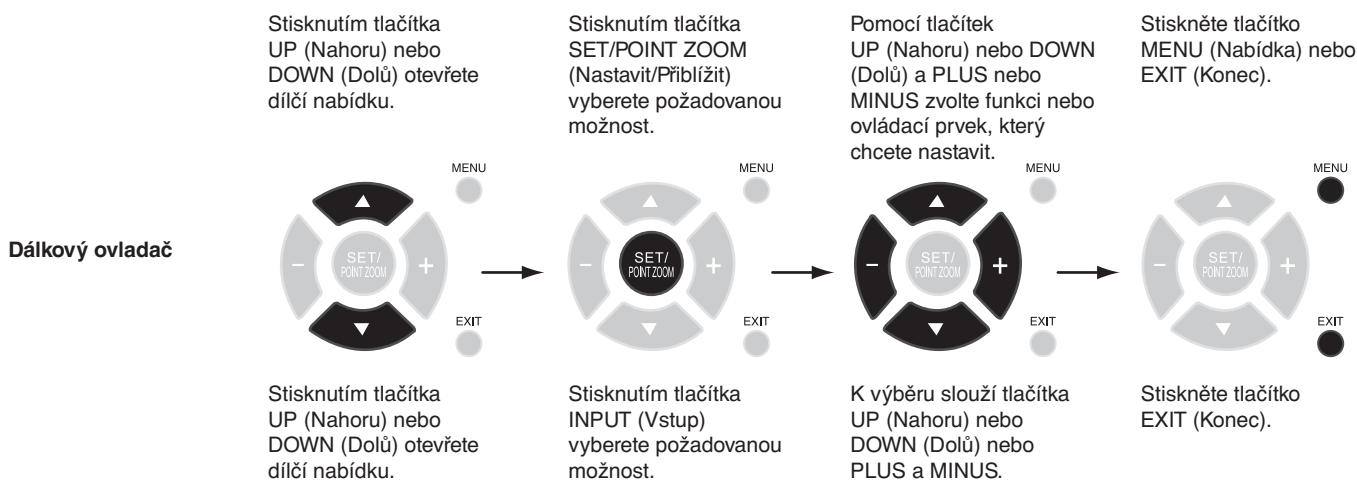 Stisknutím tlačítka
UP (Nahoru) nebo
DOWN (Dolů) otevřete
dílčí nabídku.
Stisknutím tlačítka
SET/POINT ZOOM
(Nastavit/Přiblížit)
vyberete požadovanou
možnost.
Pomocí tlačítek
UP (Nahoru) nebo DOWN
(Dolů) a PLUS nebo
MINUS zvolte funkci nebo
ovládací prvek, který
chcete nastavit.
Stiskněte tlačítko
MENU (Nabídka) nebo
EXIT (Konec).
Dálkový ovladač
MENU
SET/
POINT ZOOM
- +
EXIT
MENU
SET/
POINT ZOOM
- +
EXIT
MENU
SET/
POINT ZOOM
- +
EXIT
MENU
SET/
POINT ZOOM
- +
EXIT
Stisknutím tlačítka
UP (Nahoru) nebo
DOWN (Dolů) otevřete
dílčí nabídku.
Stisknutím tlačítka
INPUT (Vstup)
vyberete požadovanou
možnost.
K výběru slouží tlačítka
UP (Nahoru) nebo
DOWN (Dolů) nebo
PLUS a MINUS.
Stiskněte tlačítko
EXIT (Konec).